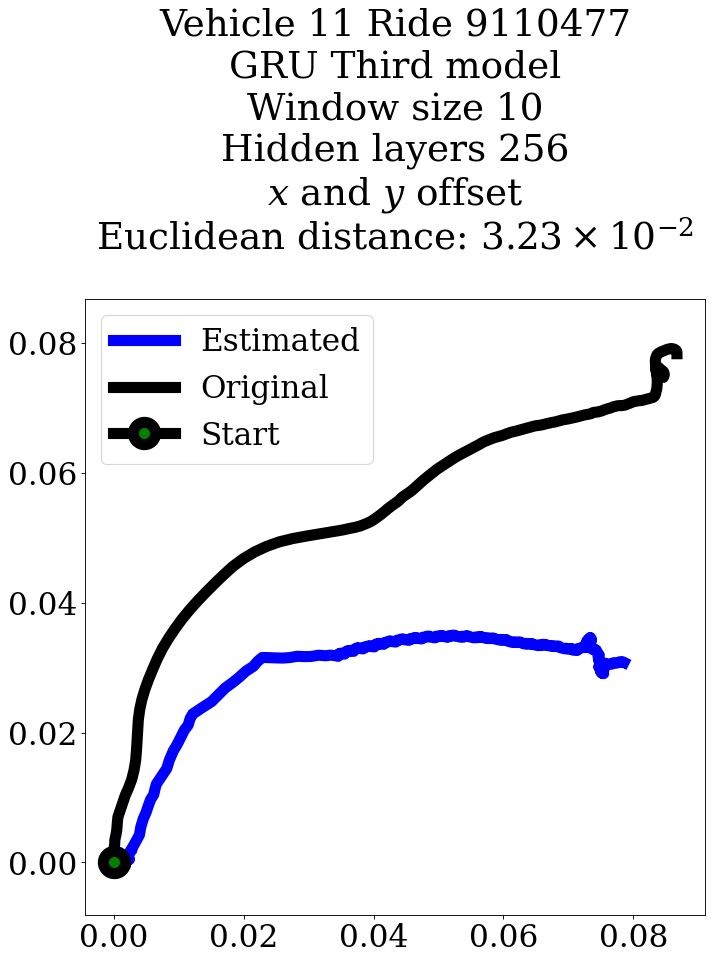 Vehicle 11 Ride 9110477
GRU Third model
Window size 10
Hidden layers 256
x and y offset
Euclidean distance: 3.23 × 10⁻²
Estimated
Original
Start
0.08
0.06
0.04
0.02
0.00
0.00 0.02 0.04 0.06 0.08